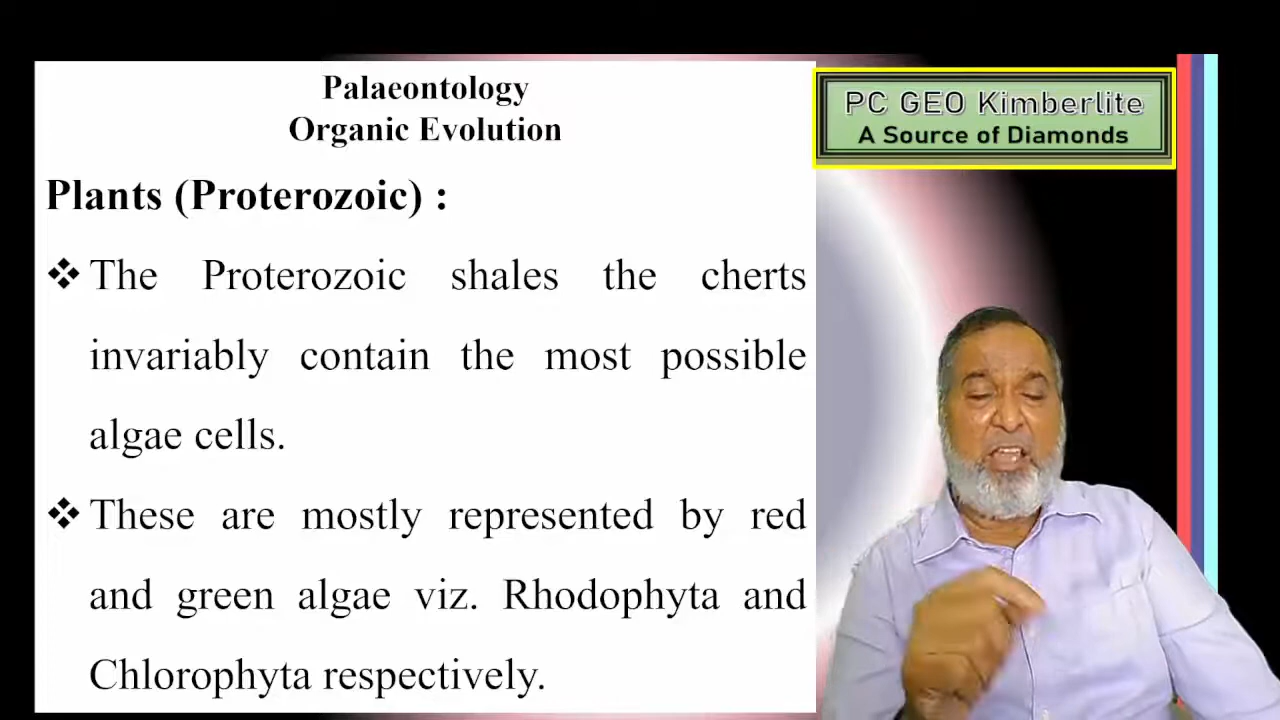 Palaeontology
Organic Evolution
PC GEO Kimberlite
A Source of Diamonds
Plants (Proterozoic) :
❖ The Proterozoic shales the cherts
invariably contain the most possible
algae cells.
❖ These are mostly represented by red
and green algae viz. Rhodophyta and
Chlorophyta respectively.